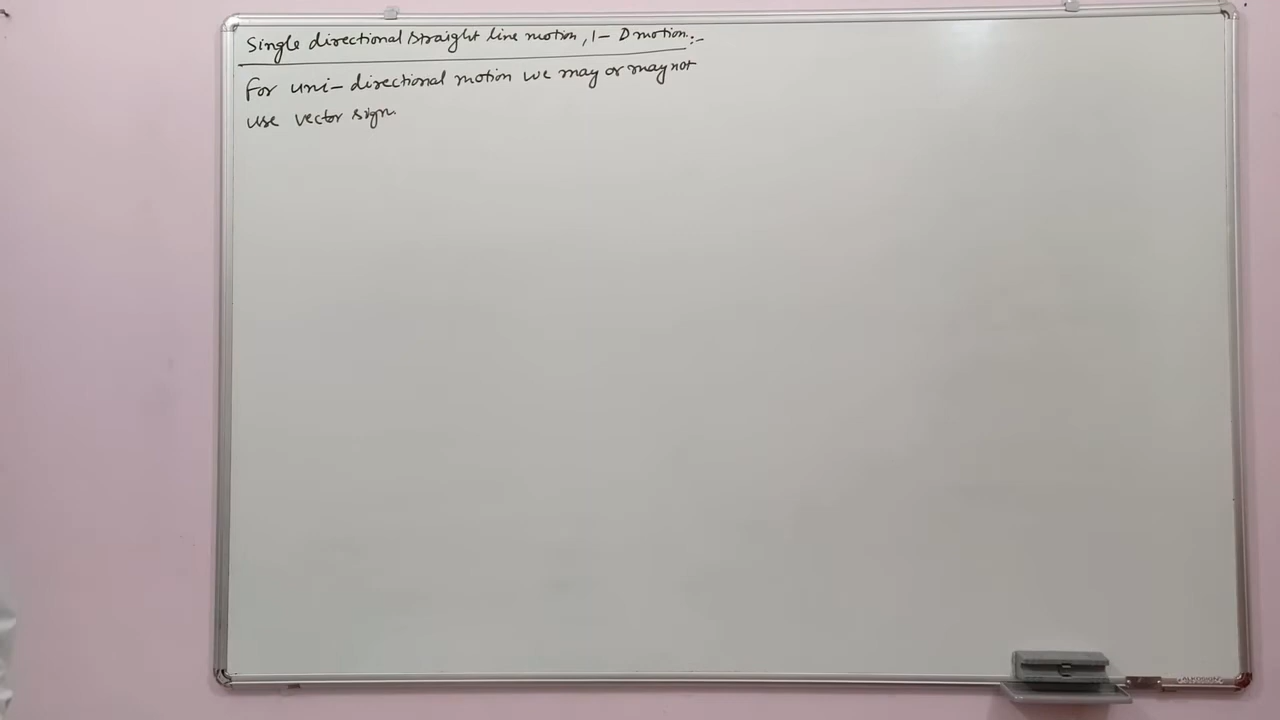 Single directional/straight line motion, 1-D motion:-
For uni-directional motion we may or may not
use vector sign